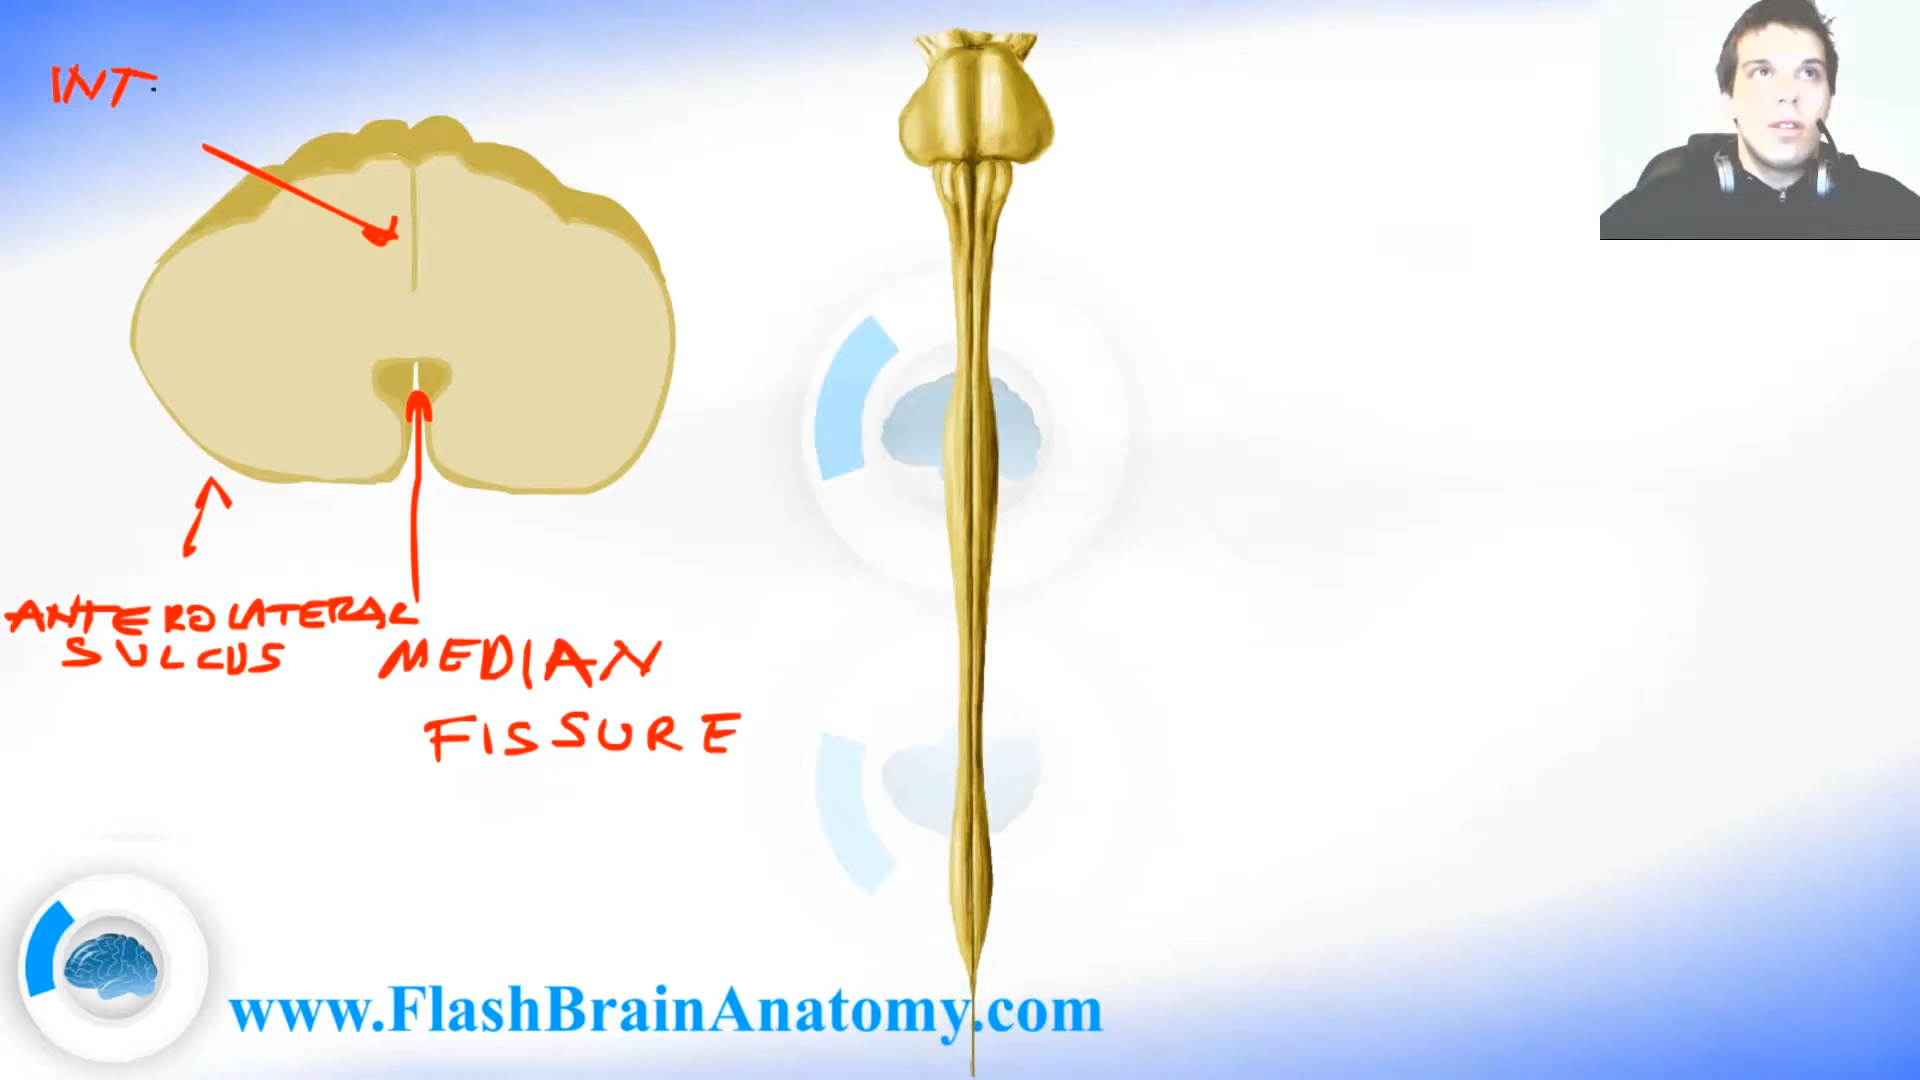 INT
ANTEROLATERAL
SULCUS
MEDIAN
FISSURE
www.FlashBrainAnatomy.com